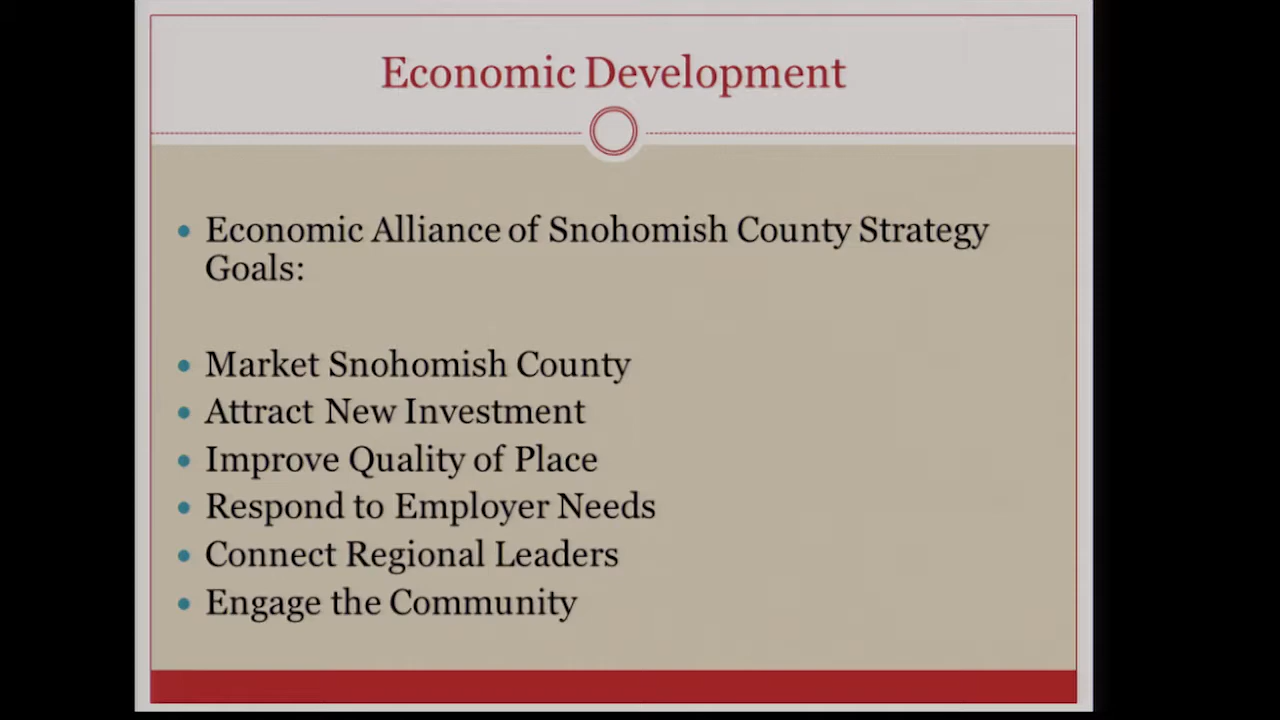 Economic Development
Economic Alliance of Snohomish County Strategy
Goals:
Market Snohomish County
Attract New Investment
Improve Quality of Place
Respond to Employer Needs
Connect Regional Leaders
Engage the Community